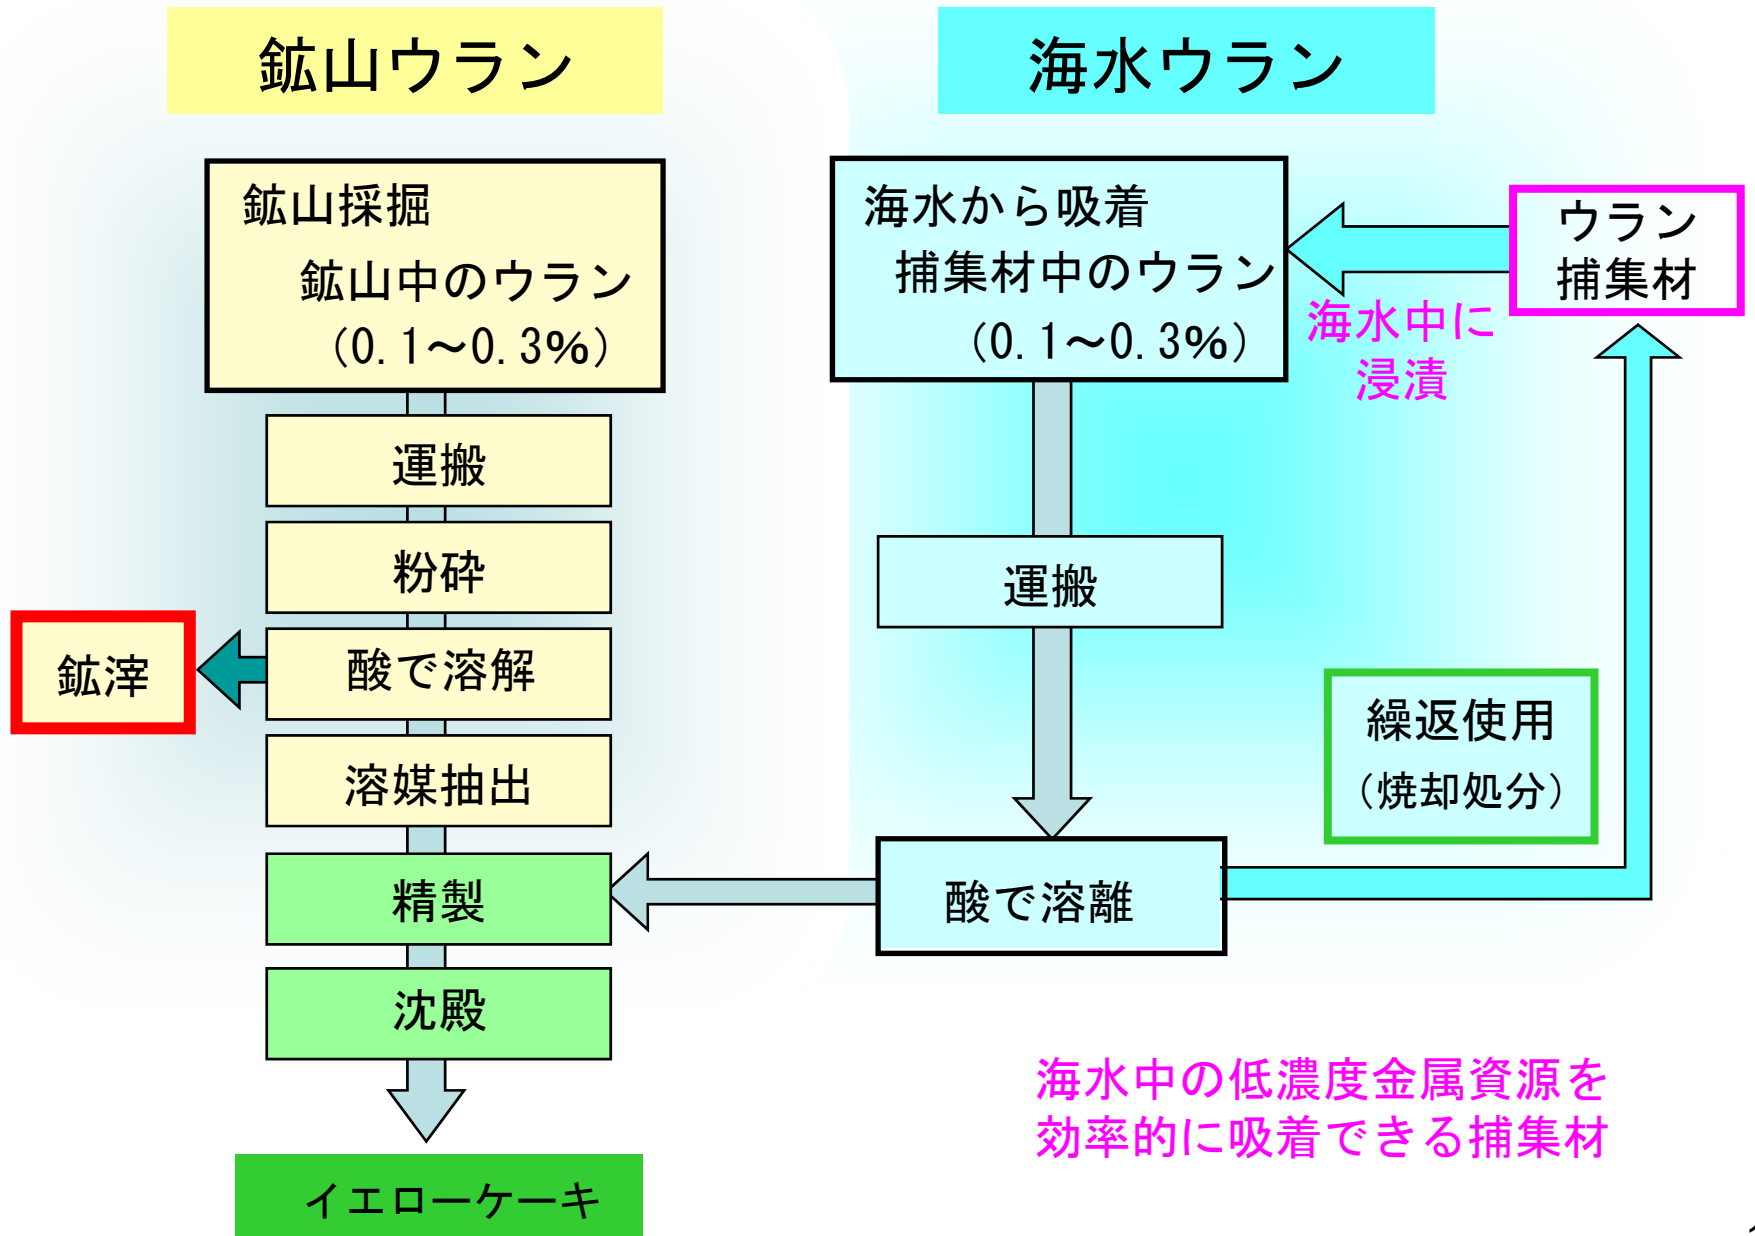 鉱山ウラン
鉱山採掘
鉱山中のウラン
（0.1～0.3%）
運搬
粉砕
酸で溶解
鉱滓
溶媒抽出
精製
沈殿
イエローケーキ
海水ウラン
海水から吸着
捕集材中のウラン
（0.1～0.3%）
ウラン
捕集材
海水中に
浸漬
運搬
繰返使用
（焼却処分）
酸で溶離
海水中の低濃度金属資源を
効率的に吸着できる捕集材